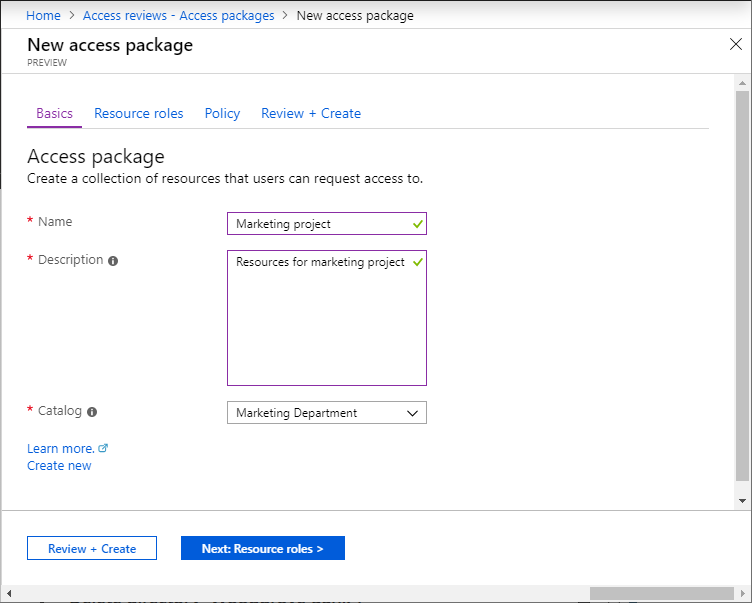 Home > Access reviews - Access packages > New access package
New access package
PREVIEW
Basics Resource roles Policy Review + Create
Access package
Create a collection of resources that users can request access to.
* Name Marketing project
* Description Resources for marketing project
* Catalog Marketing Department
Learn more.
Create new
Review + Create Next: Resource roles >